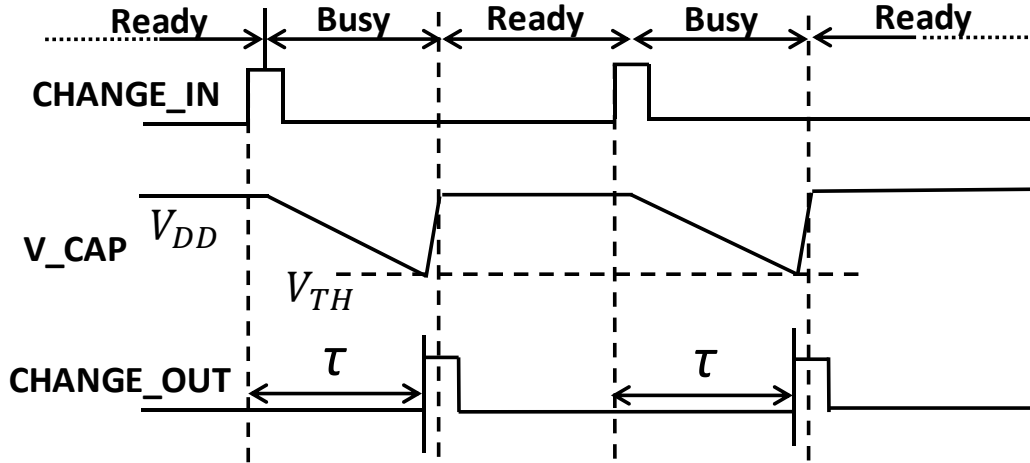 Ready Busy Ready Busy Ready
CHANGE_IN
V_DD
V_CAP
V_TH
τ τ
CHANGE_OUT